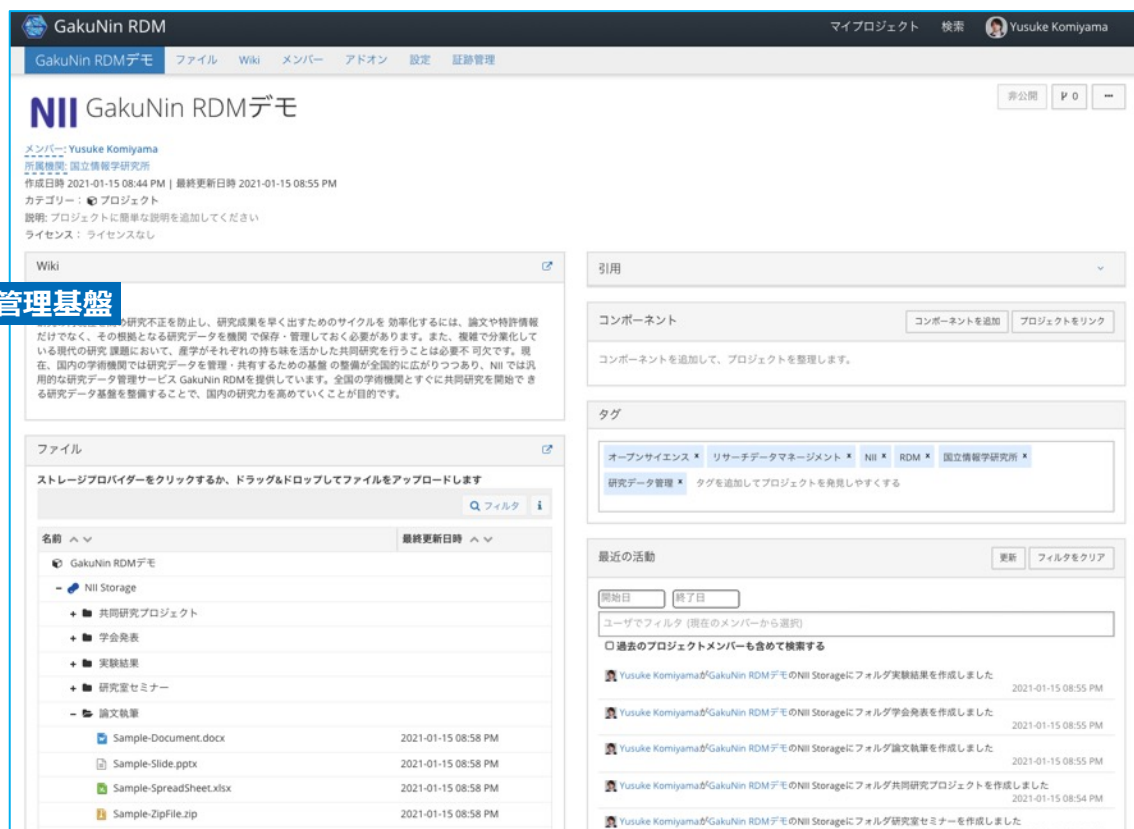 GakuNin RDM
マイプロジェクト 検索 Yusuke Komiyama
GakuNin RDMデモ ファイル Wiki メンバー アドオン 設定 証跡管理
NII GakuNin RDMデモ
非公開 0 ...
メンバー: Yusuke Komiyama
所属機関: 国立情報学研究所
作成日時 2021-01-15 08:44 PM | 最終更新日時 2021-01-15 08:55 PM
カテゴリー： プロジェクト
説明: プロジェクトに簡単な説明を追加してください
ライセンス： ライセンスなし
Wiki
管理基盤
の研究不正を防止し、研究成果を早く出すためのサイクルを 効率化するには、論文や特許情報
だけでなく、その根拠となる研究データを機関 で保存・管理しておく必要があります。また、複雑で分業化して
いる現代の研究 課題において、産学がそれぞれの持ち味を活かした共同研究を行うことは必要不 可欠です。現
在、国内の学術機関では研究データを管理・共有するための基盤 の整備が全国的に広がりつつあり、NII では汎
用的な研究データ管理サービス GakuNin RDMを提供しています。全国の学術機関とすぐに共同研究を開始で き
る研究データ基盤を整備することで、国内の研究力を高めていくことが目的です。
ファイル
ストレージプロバイダーをクリックするか、ドラッグ&ドロップしてファイルをアップロードします
フィルタ i
名前 最終更新日時
GakuNin RDMデモ
− NII Storage
+ 共同研究プロジェクト
+ 学会発表
+ 実験結果
+ 研究室セミナー
− 論文執筆
Sample-Document.docx 2021-01-15 08:58 PM
Sample-Slide.pptx 2021-01-15 08:58 PM
Sample-SpreadSheet.xlsx 2021-01-15 08:58 PM
Sample-ZipFile.zip 2021-01-15 08:58 PM
引用
コンポーネント コンポーネントを追加 プロジェクトをリンク
コンポーネントを追加して、プロジェクトを整理します。
タグ
オープンサイエンス × リサーチデータマネージメント × NII × RDM × 国立情報学研究所 ×
研究データ管理 × タグを追加してプロジェクトを発見しやすくする
最近の活動 更新 フィルタをクリア
開始日 終了日
ユーザでフィルタ (現在のメンバーから選択)
過去のプロジェクトメンバーも含めて検索する
Yusuke KomiyamaがGakuNin RDMデモのNII Storageにフォルダ実験結果を作成しました
2021-01-15 08:55 PM
Yusuke KomiyamaがGakuNin RDMデモのNII Storageにフォルダ学会発表を作成しました
2021-01-15 08:55 PM
Yusuke KomiyamaがGakuNin RDMデモのNII Storageにフォルダ論文執筆を作成しました
2021-01-15 08:55 PM
Yusuke KomiyamaがGakuNin RDMデモのNII Storageにフォルダ共同研究プロジェクトを作成しました
2021-01-15 08:54 PM
Yusuke KomiyamaがGakuNin RDMデモのNII Storageにフォルダ研究室セミナーを作成しました